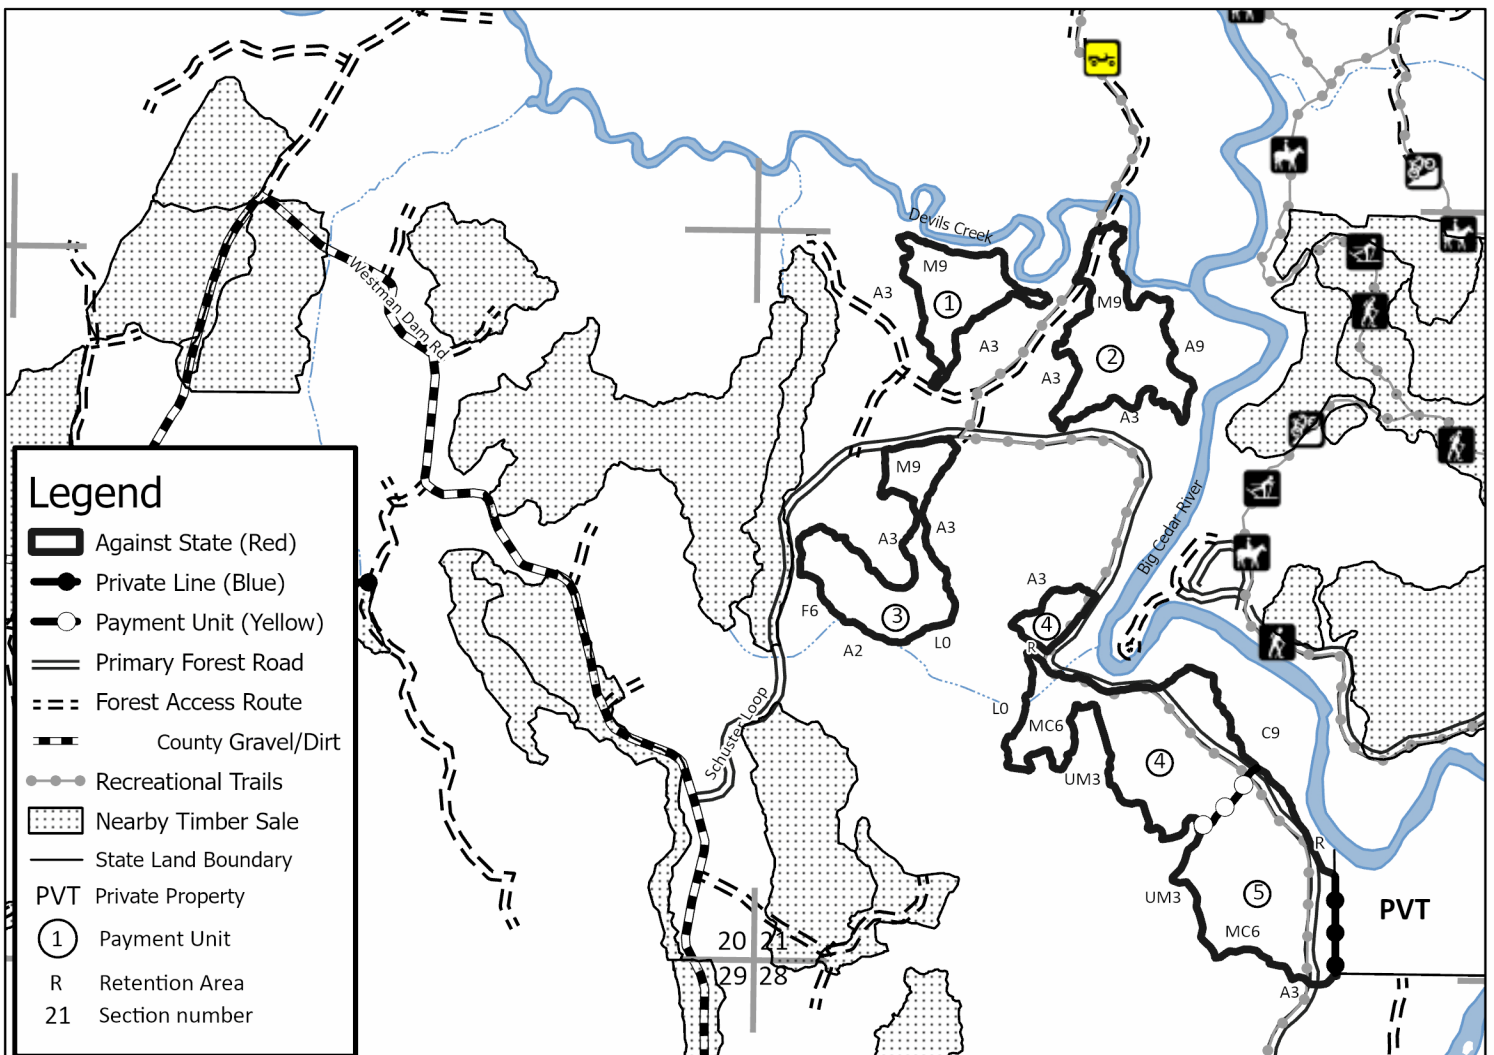 Devils Creek
M9
A3
1
Westman Dam Rd
M9
A3
2
A9
A3
A3
M9
A3
A3
Big Cedar River
A3
F6
3
4
L0
A2
R
L0
MC6
C9
Schuster Loop
UM3
4
R
UM3
5
MC6
PVT
20
21
29
28
A3
Legend
Against State (Red)
Private Line (Blue)
Payment Unit (Yellow)
Primary Forest Road
Forest Access Route
County Gravel/Dirt
Recreational Trails
Nearby Timber Sale
State Land Boundary
PVT Private Property
1 Payment Unit
R Retention Area
21 Section number